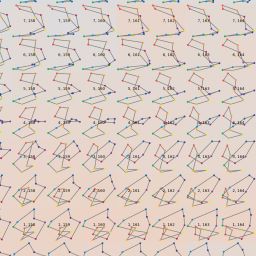 7, 158 7, 159 7, 160 7, 161 7, 162 7, 163 7, 164
6, 158 6, 159 6, 160 6, 161 6, 162 6, 163 6, 164
5, 158 5, 159 5, 160 5, 161 5, 162 5, 163 5, 164
4, 158 4, 159 4, 160 4, 161 4, 162 4, 163 4, 164
3, 158 3, 159 3, 160 3, 161 3, 162 3, 163 3, 164
2, 158 2, 159 2, 160 2, 161 2, 162 2, 163 2, 164
1, 158 1, 159 1, 160 1, 161 1, 162 1, 163 1, 164